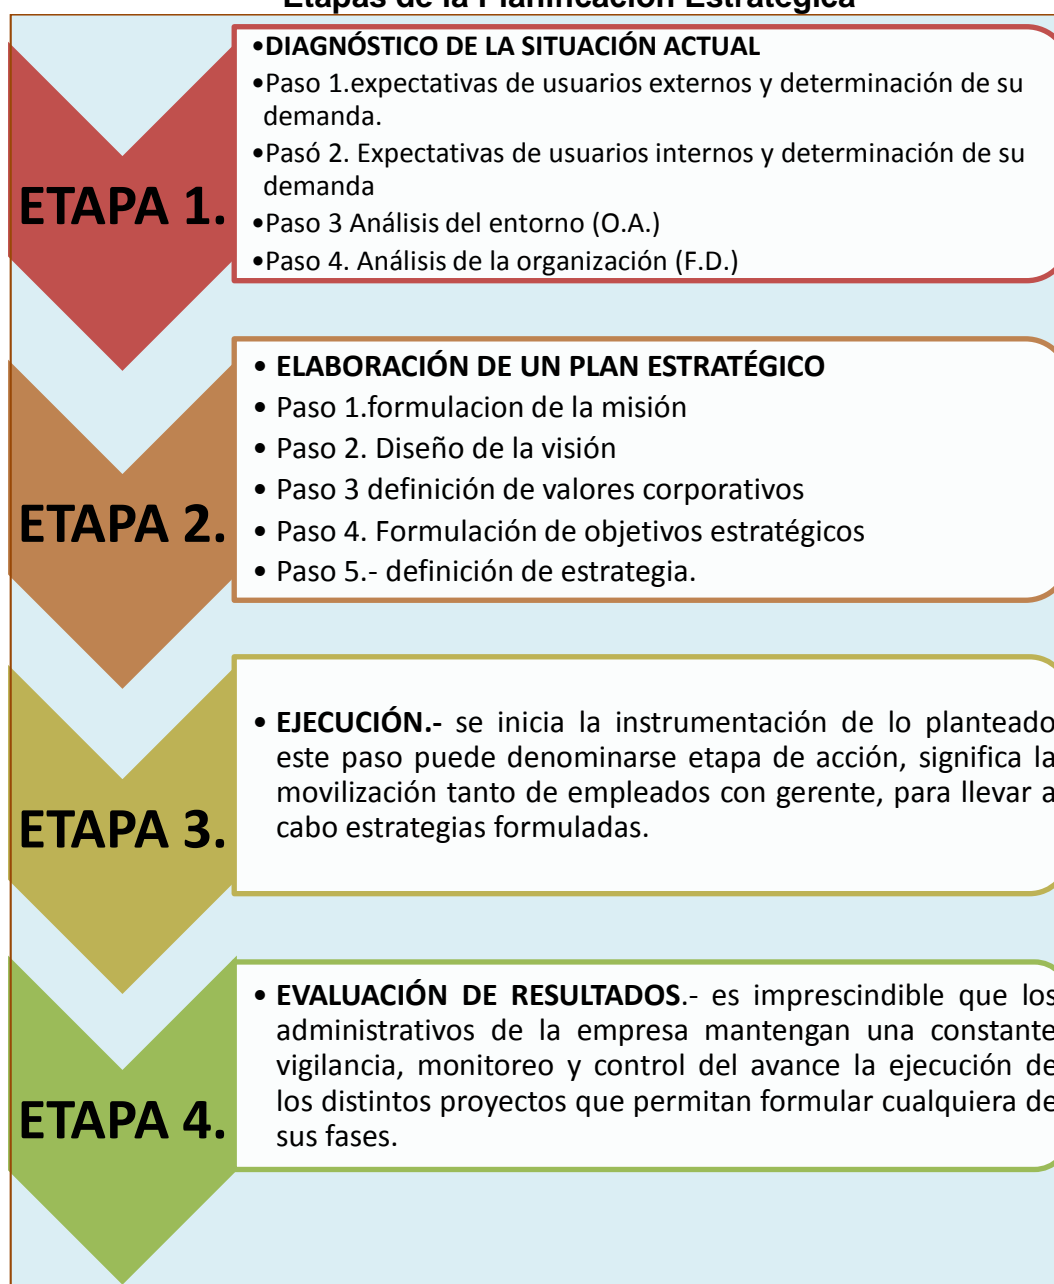 Etapas de la Planificación Estratégica
ETAPA 1.
•DIAGNÓSTICO DE LA SITUACIÓN ACTUAL
•Paso 1.expectativas de usuarios externos y determinación de su
demanda.
•Pasó 2. Expectativas de usuarios internos y determinación de su
demanda
•Paso 3 Análisis del entorno (O.A.)
•Paso 4. Análisis de la organización (F.D.)
ETAPA 2.
• ELABORACIÓN DE UN PLAN ESTRATÉGICO
• Paso 1.formulacion de la misión
• Paso 2. Diseño de la visión
• Paso 3 definición de valores corporativos
• Paso 4. Formulación de objetivos estratégicos
• Paso 5.- definición de estrategia.
ETAPA 3.
• EJECUCIÓN.- se inicia la instrumentación de lo planteado
este paso puede denominarse etapa de acción, significa la
movilización tanto de empleados con gerente, para llevar a
cabo estrategias formuladas.
ETAPA 4.
• EVALUACIÓN DE RESULTADOS.- es imprescindible que los
administrativos de la empresa mantengan una constante
vigilancia, monitoreo y control del avance la ejecución de
los distintos proyectos que permitan formular cualquiera de
sus fases.